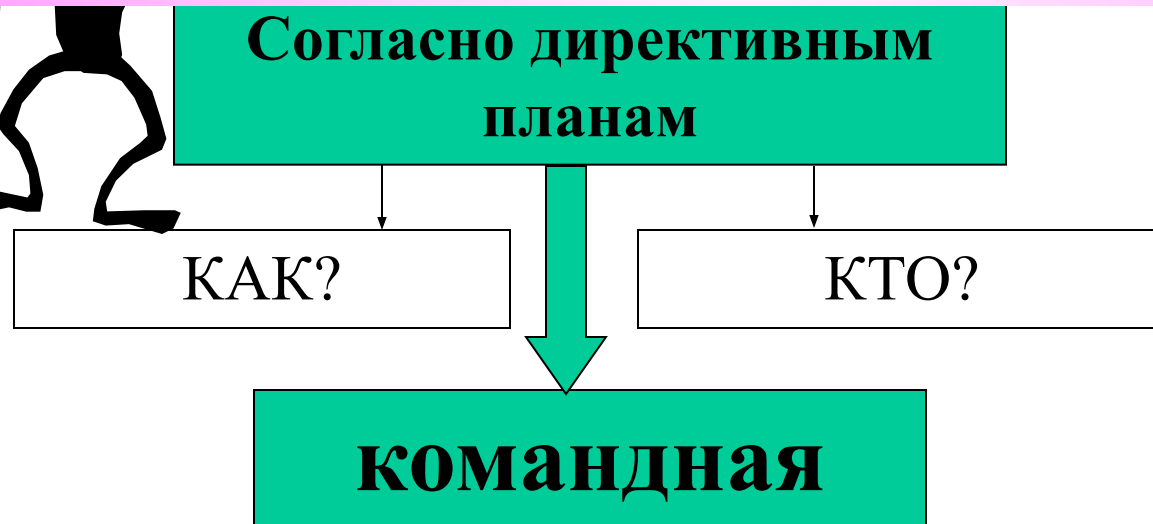 Согласно директивным
планам
КАК?
КТО?
командная